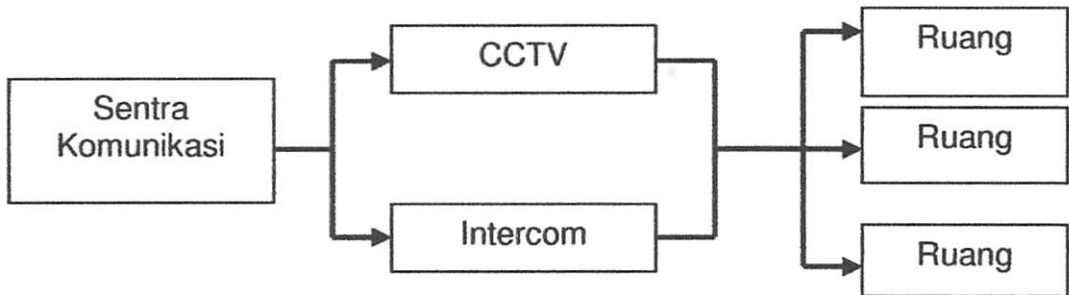 Sentra
Komunikasi
CCTV
Intercom
Ruang
Ruang
Ruang